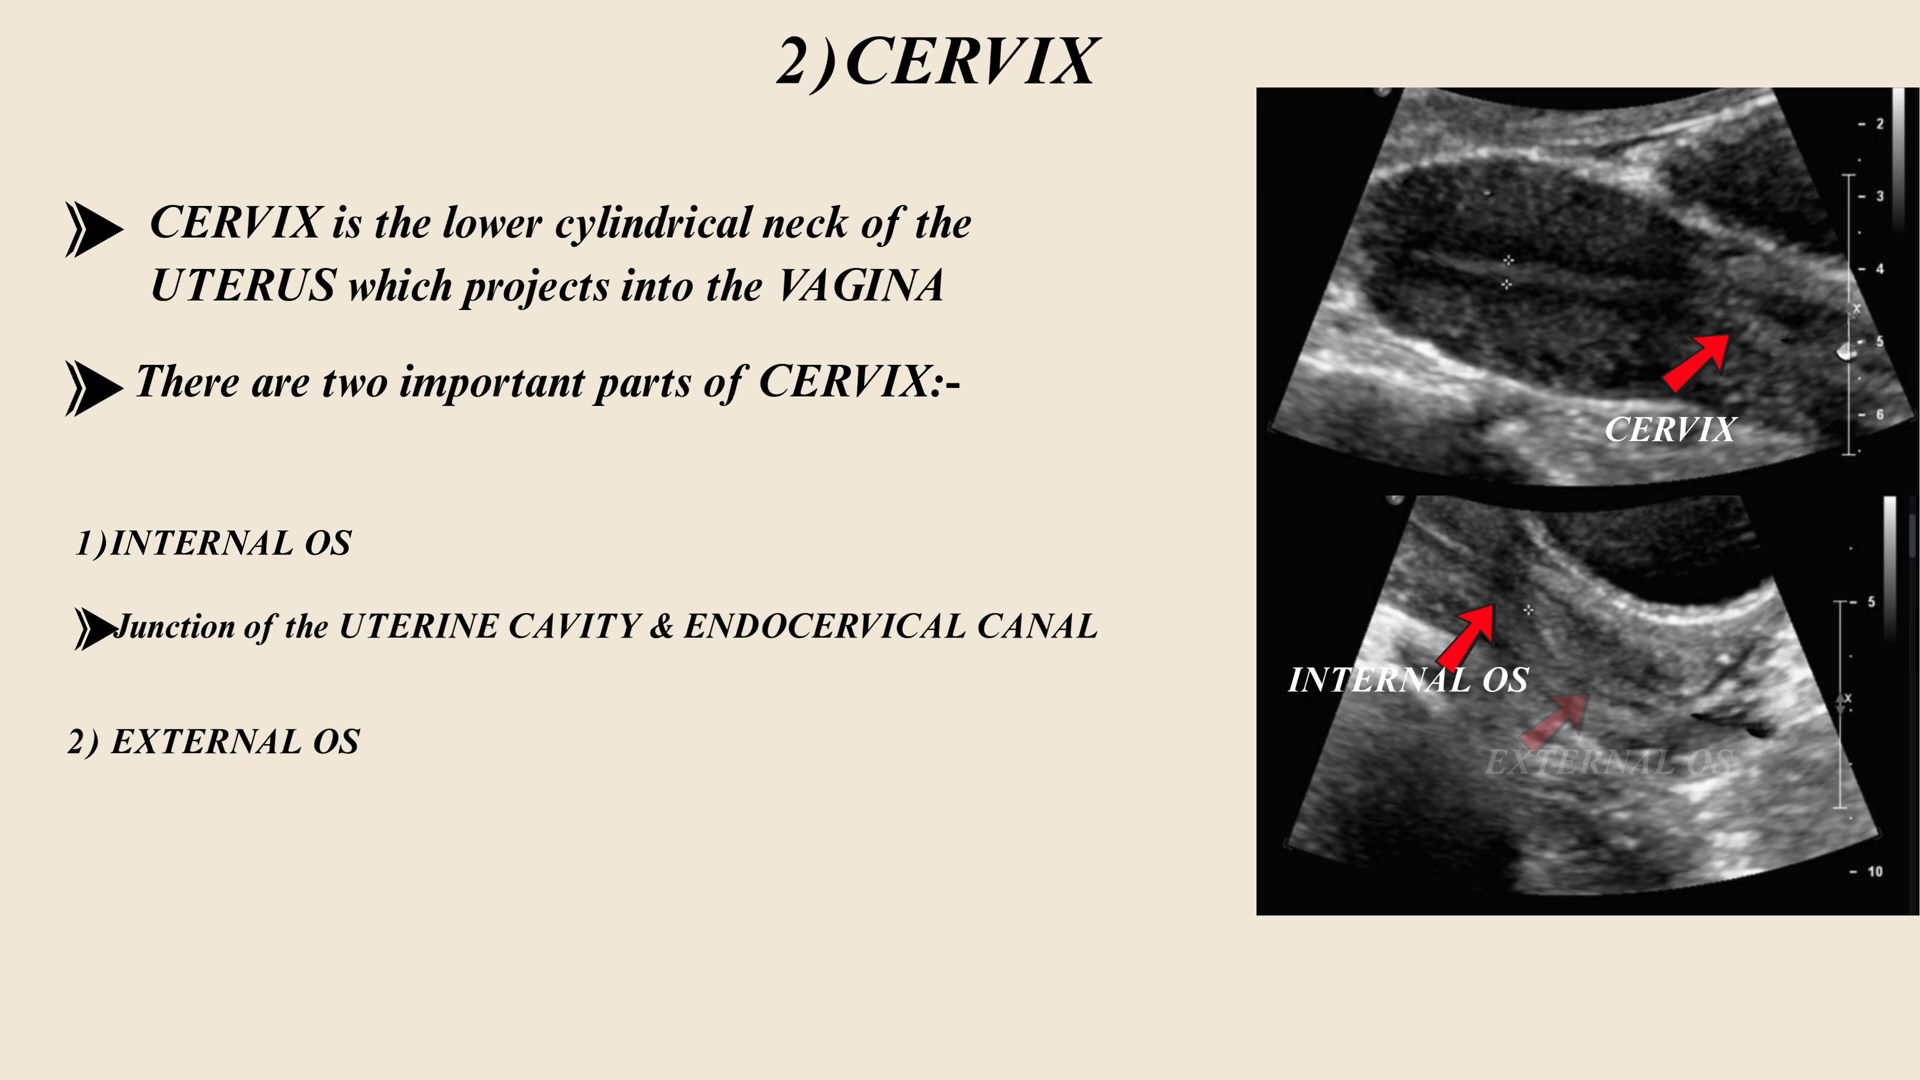 2)CERVIX
CERVIX is the lower cylindrical neck of the
UTERUS which projects into the VAGINA
There are two important parts of CERVIX:-
1)INTERNAL OS
Junction of the UTERINE CAVITY & ENDOCERVICAL CANAL
2) EXTERNAL OS
2
3
4
x
5
CERVIX
6
5
INTERNAL OS
x
EXTERNAL OS
10